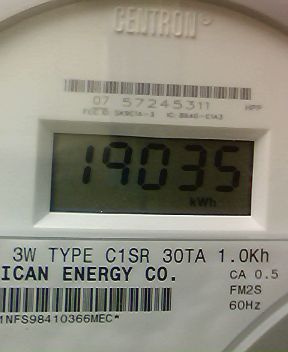 CENTRON
07 57245311 HPP
19035
kWh
3W TYPE C1SR 30TA 1.0Kh
ICAN ENERGY CO. CA 0.5
FM2S
60Hz
1NFS98410366MEC*